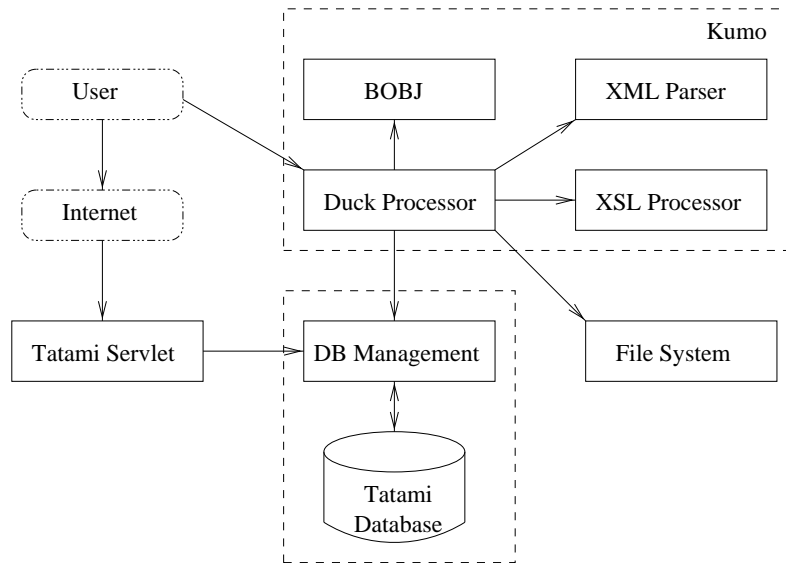 Kumo
User
BOBJ
XML Parser
Internet
Duck Processor
XSL Processor
Tatami Servlet
DB Management
File System
Tatami
Database